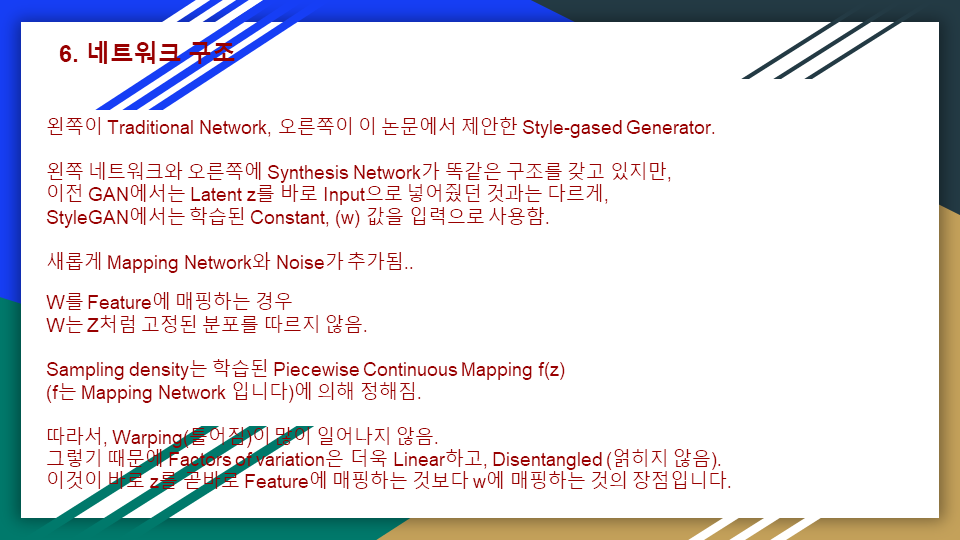 6. 네트워크 구조
왼쪽이 Traditional Network, 오른쪽이 이 논문에서 제안한 Style-gased Generator.
왼쪽 네트워크와 오른쪽에 Synthesis Network가 똑같은 구조를 갖고 있지만,
이전 GAN에서는 Latent z를 바로 Input으로 넣어줬던 것과는 다르게,
StyleGAN에서는 학습된 Constant, (w) 값을 입력으로 사용함.
새롭게 Mapping Network와 Noise가 추가됨..
W를 Feature에 매핑하는 경우
W는 Z처럼 고정된 분포를 따르지 않음.
Sampling density는 학습된 Piecewise Continuous Mapping f(z)
(f는 Mapping Network 입니다)에 의해 정해짐.
따라서, Warping(틀어짐)이 많이 일어나지 않음.
그렇기 때문에 Factors of variation은 더욱 Linear하고, Disentangled (얽히지 않음).
이것이 바로 z를 곧바로 Feature에 매핑하는 것보다 w에 매핑하는 것의 장점입니다.